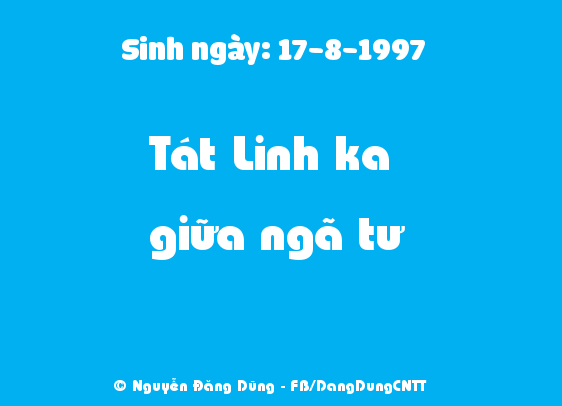 Sinh ngày: 17-8-1997
Tát Linh ka
giữa ngã tư
© Nguyễn Đăng Dũng - FB/DangDungCNTT